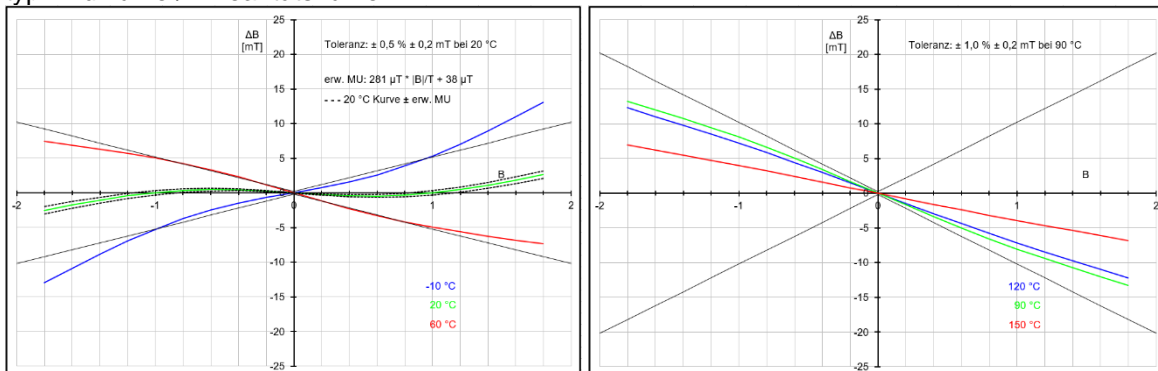 ΔB
[mT]
25
20
15
10
5
0
-5
-10
-15
-20
-25
-2
-1
0
1
2
B
Toleranz: ± 0,5 % ± 0,2 mT bei 20 °C
erw. MU: 281 µT * |B|/T + 38 µT
---- 20 °C Kurve ± erw. MU
-10 °C
20 °C
60 °C
ΔB
[mT]
25
20
15
10
5
0
-5
-10
-15
-20
-25
-2
-1
0
1
2
B
Toleranz: ± 1,0 % ± 0,2 mT bei 90 °C
120 °C
90 °C
150 °C